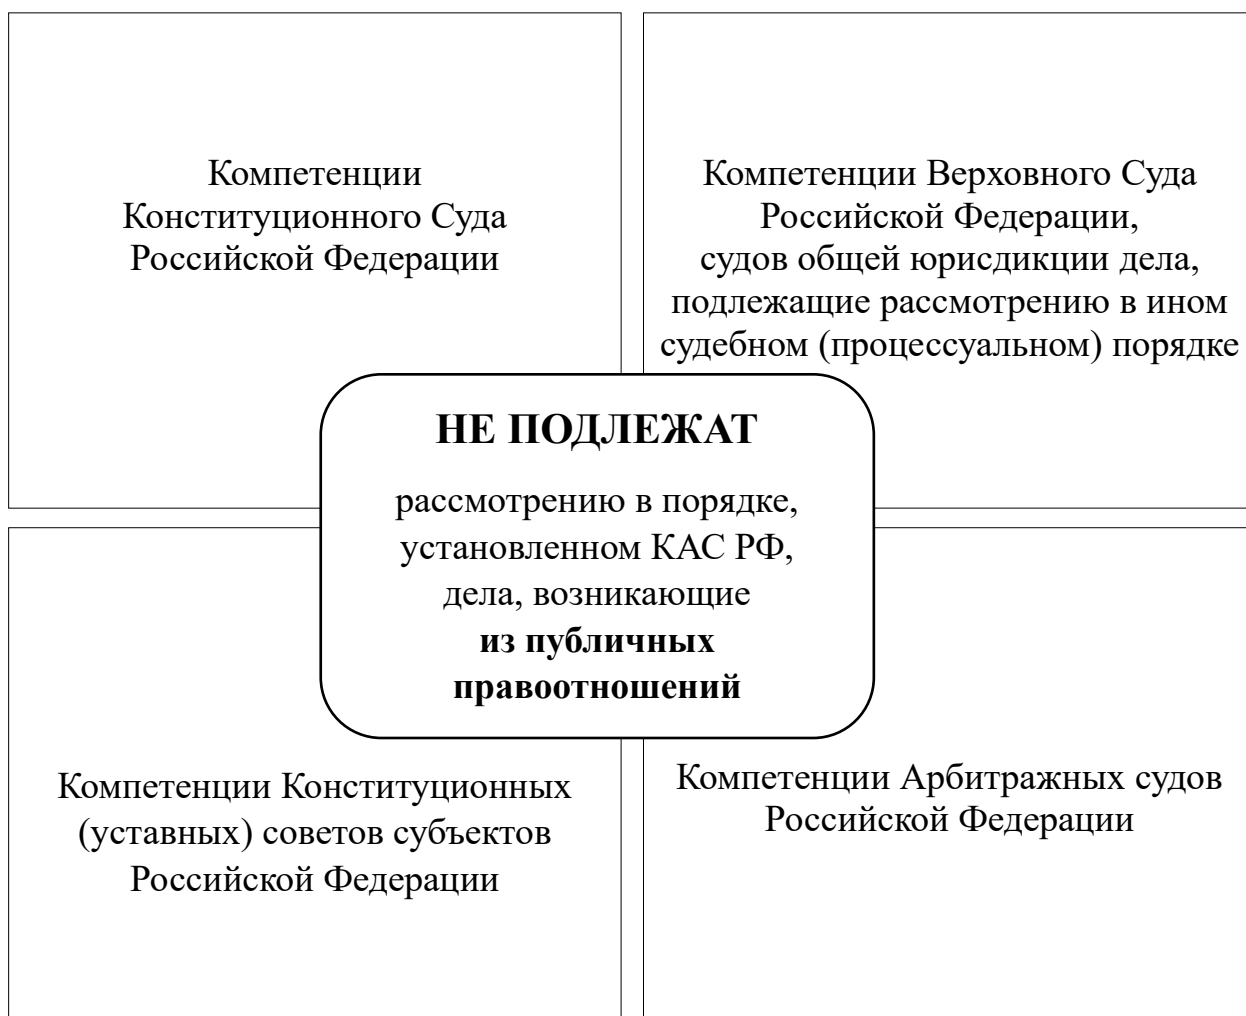 Компетенции
Конституционного Суда
Российской Федерации
Компетенции Верховного Суда
Российской Федерации,
судов общей юрисдикции дела,
подлежащие рассмотрению в ином
судебном (процессуальном) порядке
НЕ ПОДЛЕЖАТ
рассмотрению в порядке,
установленном КАС РФ,
дела, возникающие
из публичных
правоотношений
Компетенции Конституционных
(уставных) советов субъектов
Российской Федерации
Компетенции Арбитражных судов
Российской Федерации